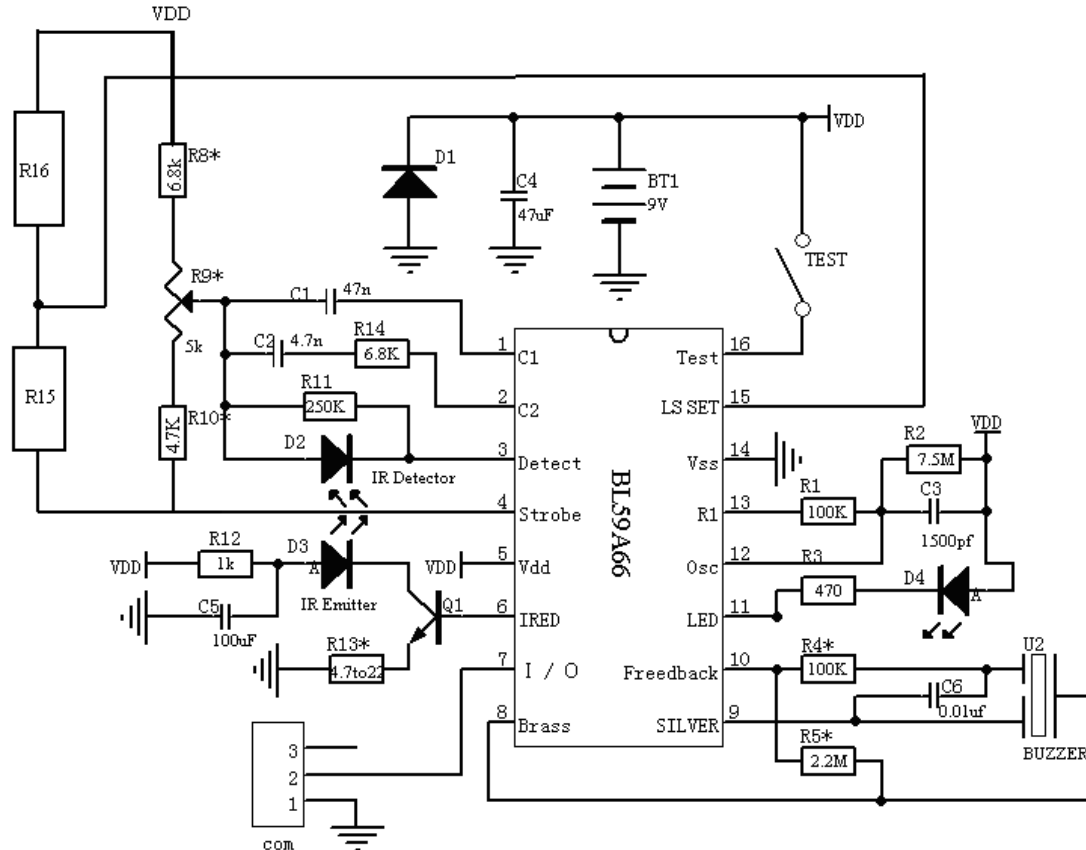 VDD
R16
R8*
6.8k
R9*
5k
R15
R10*
4.7K
D1
C4
47uF
BT1
9V
VDD
TEST
C1
47n
C2
4.7n
R14
6.8K
R11
250K
D2
IR Detector
1
C1
2
C2
3
Detect
4
Strobe
5
Vdd
6
IRED
7
I / O
8
Brass
BL59A66
16
Test
15
LS SET
14
Vss
13
R1
12
Osc
11
LED
10
Freedback
9
SILVER
VDD
R2
7.5M
R1
100K
C3
1500pf
R3
470
D4
A
R4*
100K
C6
0.01uf
R5*
2.2M
U2
BUZZER
VDD
R12
1k
D3
A
IR Emitter
VDD
Q1
C5
100uF
R13*
4.7to22
3
2
1
com